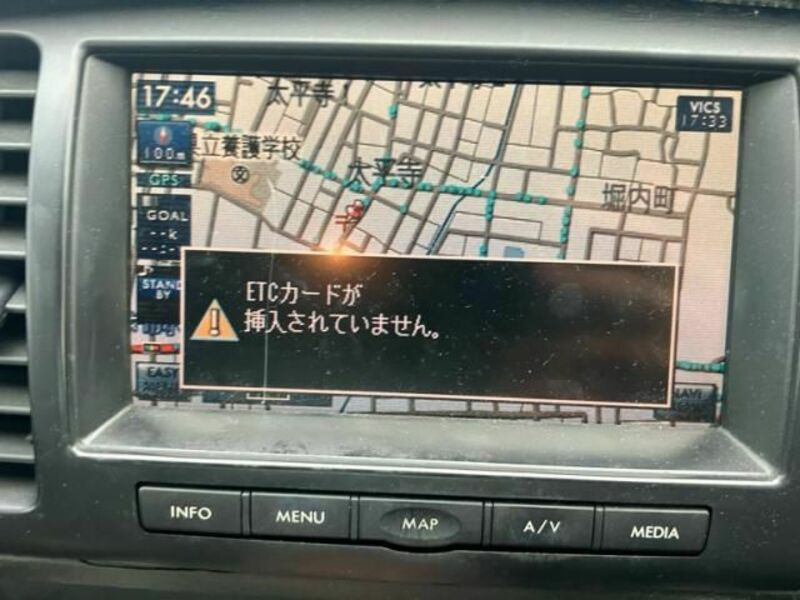 17:46
太平寺
VICS
17:33
100m
立養護学校
文
太平寺
GPS
堀内町
GOAL
--k
--:--
STAND
BY
ETCカードが
挿入されていません。
EASY
INFO
MENU
MAP
A/V
MEDIA